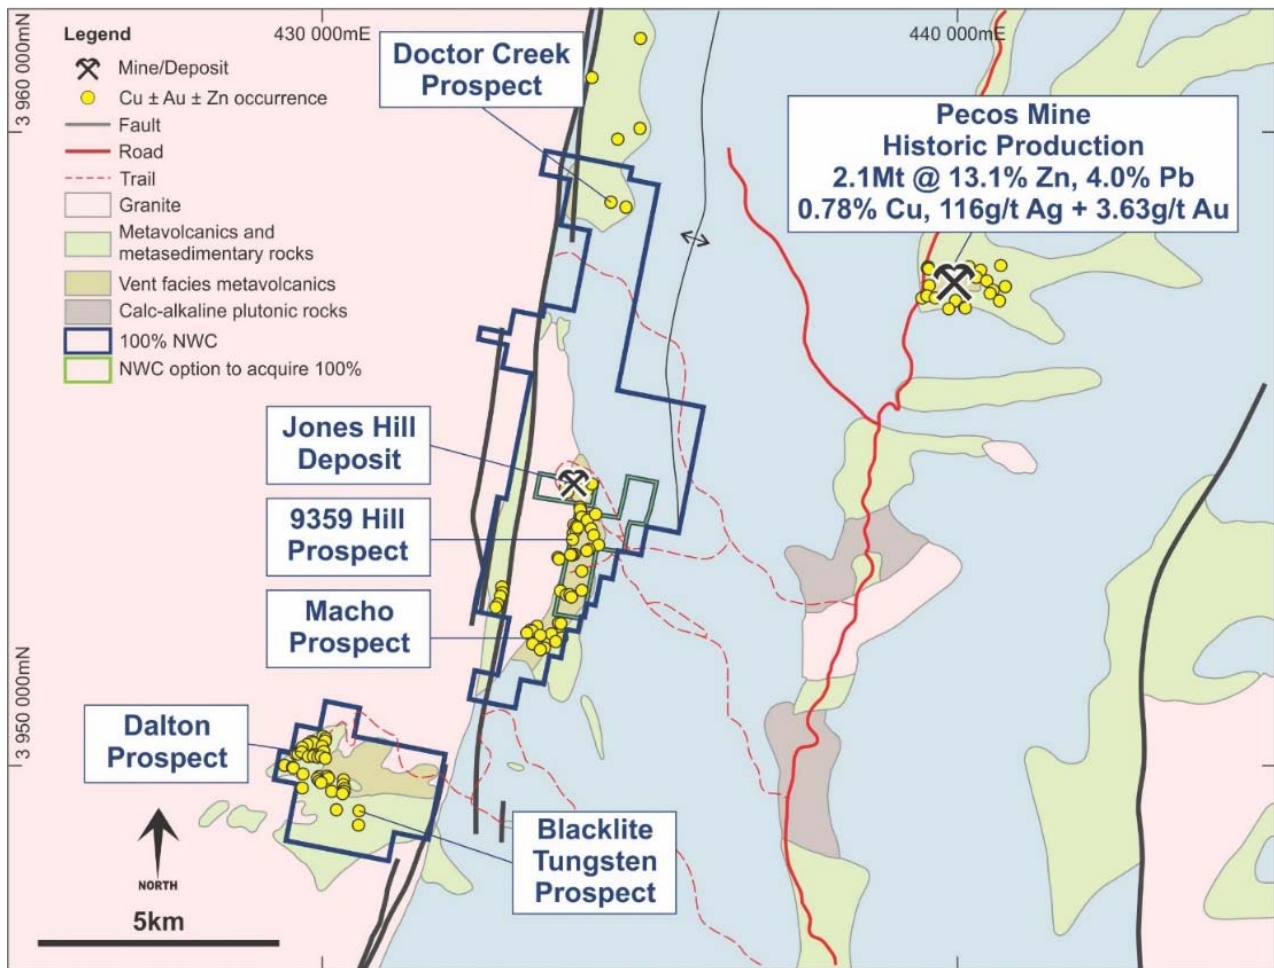 Legend
Mine/Deposit
Cu ± Au ± Zn occurrence
Fault
Road
Trail
Granite
Metavolcanics and
metasedimentary rocks
Vent facies metavolcanics
Calc-alkaline plutonic rocks
100% NWC
NWC option to acquire 100%
430 000mE
440 000mE
3 960 000mN
3 950 000mN
Doctor Creek
Prospect
Pecos Mine
Historic Production
2.1Mt @ 13.1% Zn, 4.0% Pb
0.78% Cu, 116g/t Ag + 3.63g/t Au
Jones Hill
Deposit
9359 Hill
Prospect
Macho
Prospect
Dalton
Prospect
Blacklite
Tungsten
Prospect
NORTH
5km